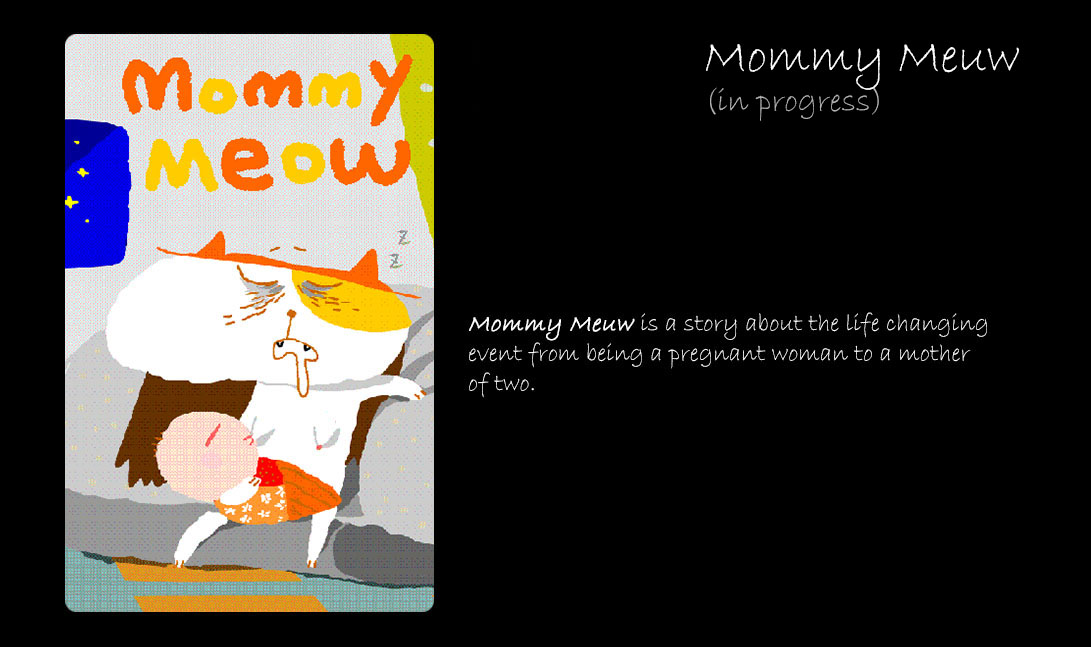 Mommy
Meow
z
z
Mommy Meuw
(in progress)
Mommy Meuw is a story about the life changing
event from being a pregnant woman to a mother
of two.